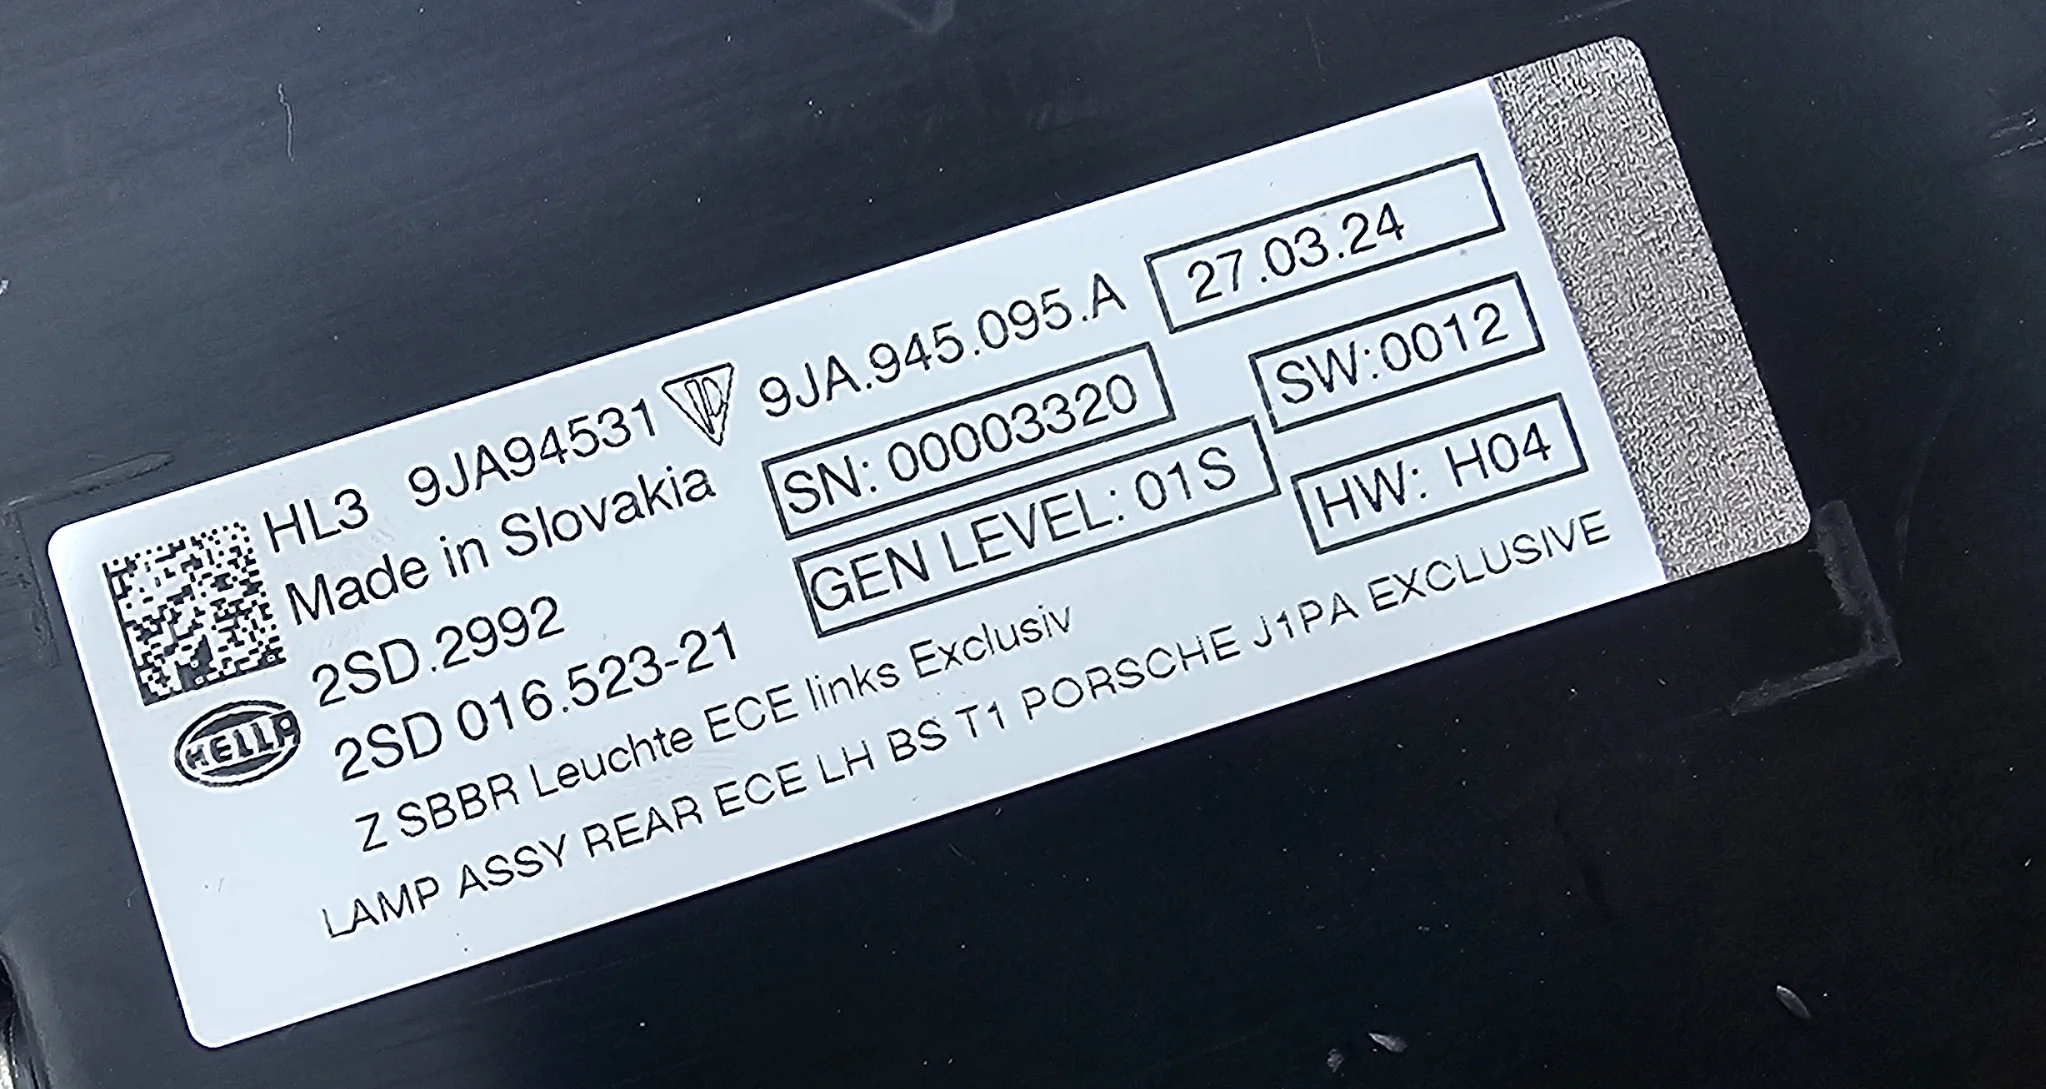 HL3 9JA94531 9JA.945.095.A 27.03.24
Made in Slovakia SN: 00003320 SW:0012
2SD.2992 GEN LEVEL: 01S HW: H04
2SD 016.523-21
HELLA Z SBBR Leuchte ECE links Exclusiv
LAMP ASSY REAR ECE LH BS T1 PORSCHE J1PA EXCLUSIVE